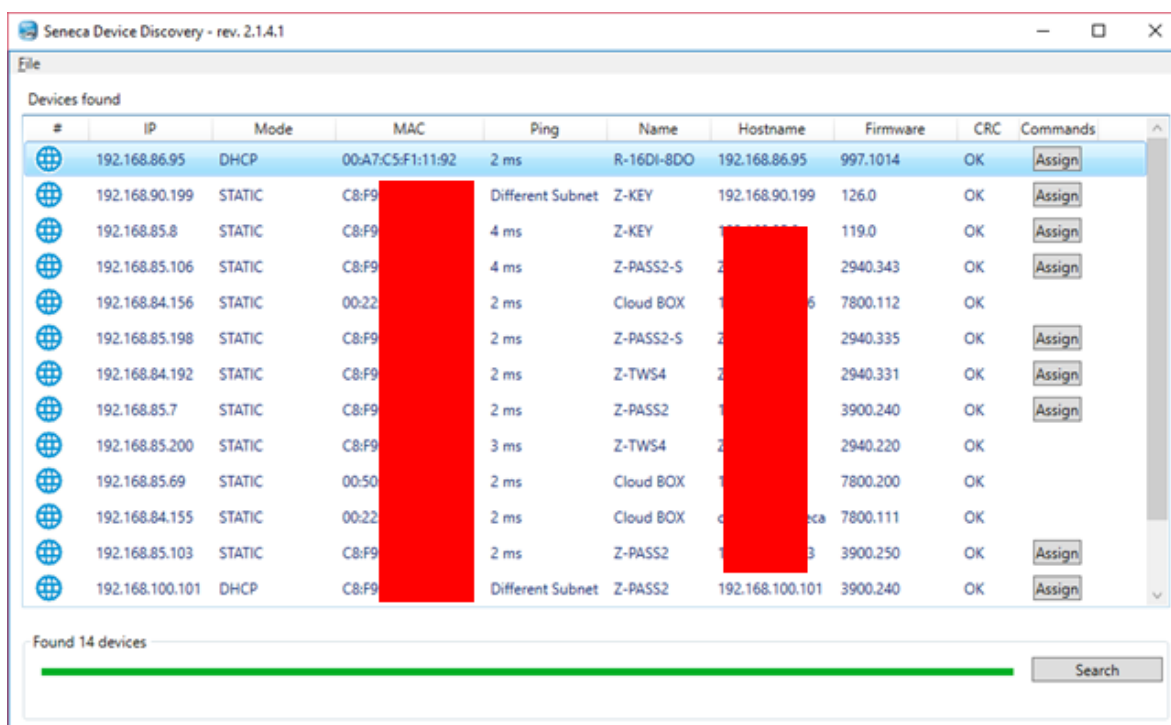 Seneca Device Discovery - rev. 2.1.4.1
File
Devices found
# IP Mode MAC Ping Name Hostname Firmware CRC Commands
192.168.86.95 DHCP 00:A7:C5:F1:11:92 2 ms R-16DI-8DO 192.168.86.95 997.1014 OK Assign
192.168.90.199 STATIC C8:F9 Different Subnet Z-KEY 192.168.90.199 126.0 OK Assign
192.168.85.8 STATIC C8:F9 4 ms Z-KEY 119.0 OK Assign
192.168.85.106 STATIC C8:F9 4 ms Z-PASS2-S 2940.343 OK Assign
192.168.84.156 STATIC 00:22 2 ms Cloud BOX 1 6 7800.112 OK
192.168.85.198 STATIC C8:F9 2 ms Z-PASS2-S 2940.335 OK Assign
192.168.84.192 STATIC C8:F9 2 ms Z-TWS4 2940.331 OK Assign
192.168.85.7 STATIC C8:F9 2 ms Z-PASS2 1 3900.240 OK Assign
192.168.85.200 STATIC C8:F9 3 ms Z-TWS4 2940.220 OK
192.168.85.69 STATIC 00:50 2 ms Cloud BOX 1 7800.200 OK
192.168.84.155 STATIC 00:22 2 ms Cloud BOX eca 7800.111 OK
192.168.85.103 STATIC C8:F9 2 ms Z-PASS2 1 3 3900.250 OK Assign
192.168.100.101 DHCP C8:F9 Different Subnet Z-PASS2 192.168.100.101 3900.240 OK Assign
Found 14 devices
Search